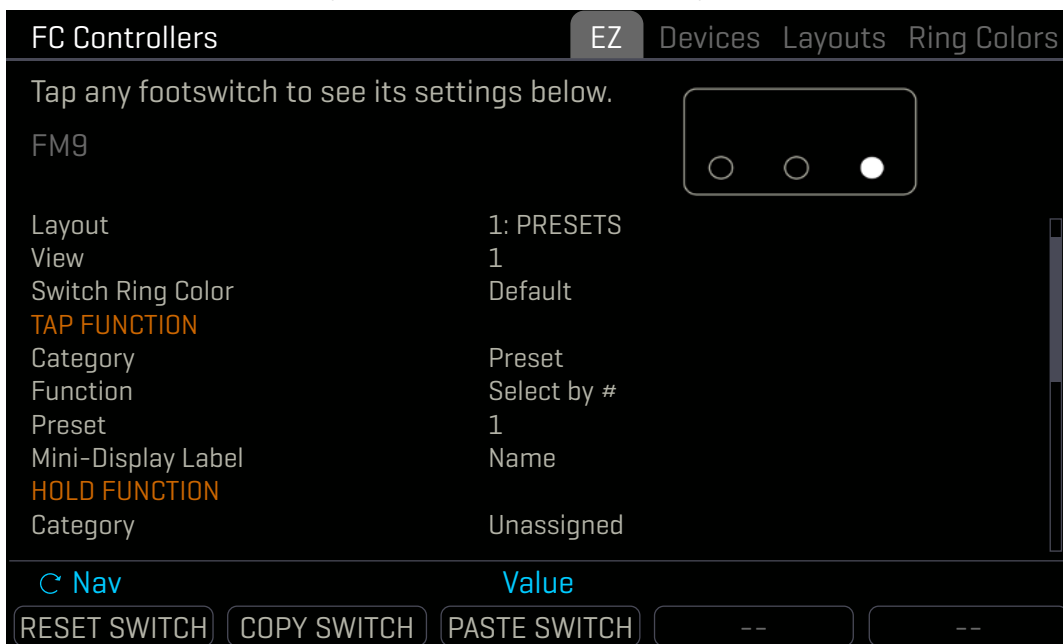 FC Controllers EZ Devices Layouts Ring Colors
Tap any footswitch to see its settings below.
FM9
Layout 1: PRESETS
View 1
Switch Ring Color Default
TAP FUNCTION
Category Preset
Function Select by #
Preset 1
Mini-Display Label Name
HOLD FUNCTION
Category Unassigned
Nav Value
RESET SWITCH COPY SWITCH PASTE SWITCH -- --